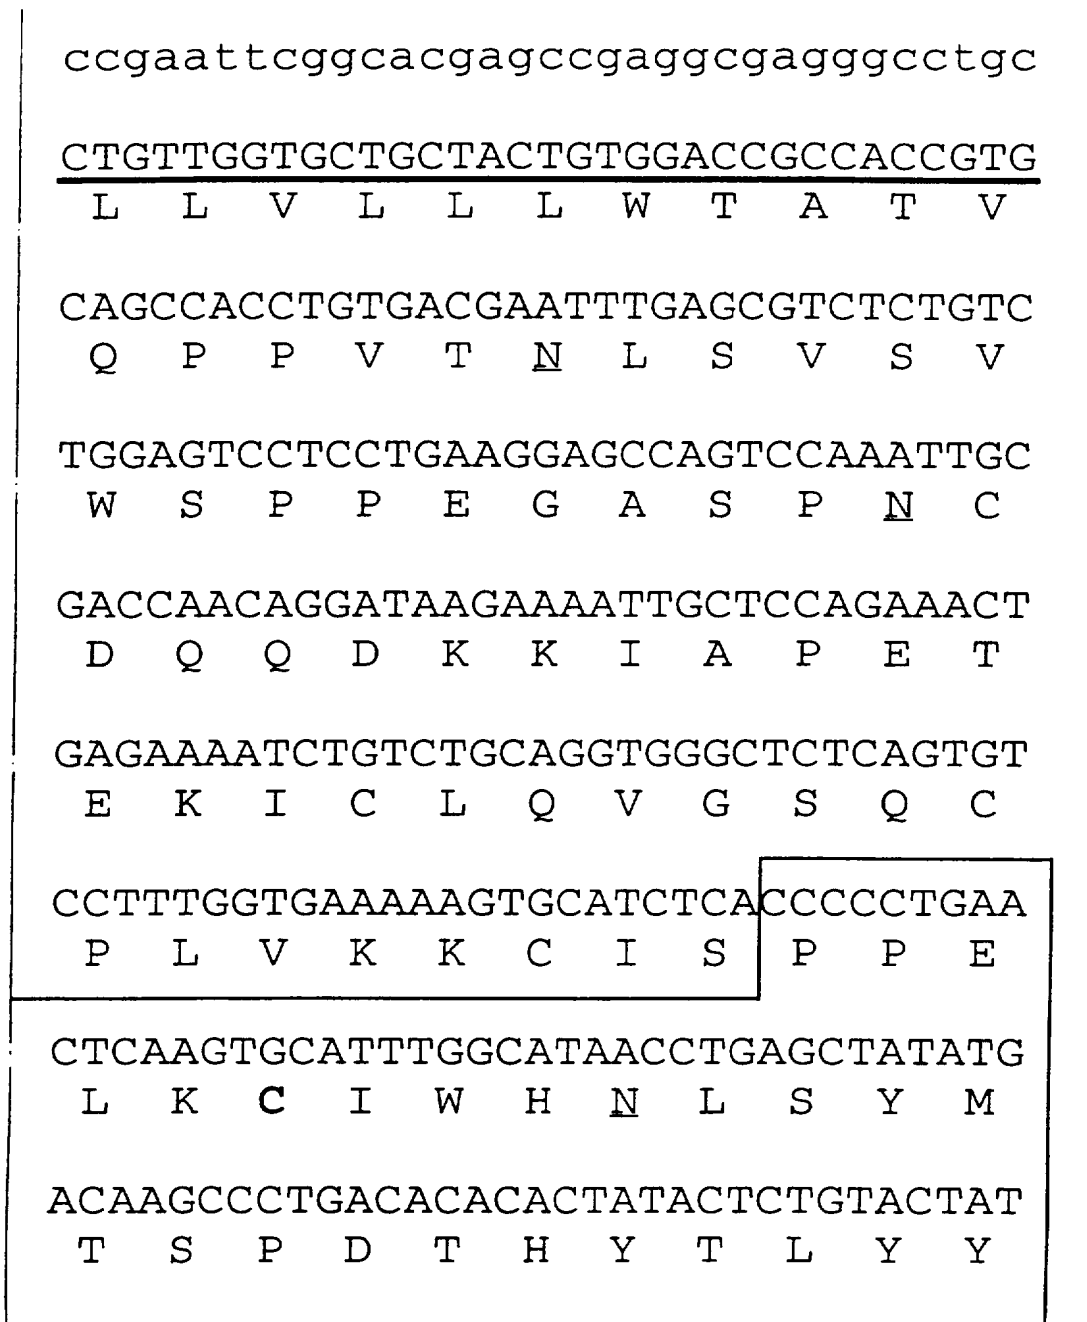 ccgaattcggcacgagccgaggcgagggcctgc
CTGTTGGTGCTGCTACTGTGGACCGCCACCGTG
L L V L L L W T A T V
CAGCCACCTGTGACGAATTTGAGCGTCTCTGTC
Q P P V T N L S V S V
TGGAGTCCTCCTGAAGGAGCCAGTCCAAATTGC
W S P P E G A S P N C
GACCAACAGGATAAGAAAATTGCTCCAGAAACT
D Q Q D K K I A P E T
GAGAAAATCTGTCTGCAGGTGGGCTCTCAGTGT
E K I C L Q V G S Q C
CCTTTGGTGAAAAAGTGCATCTCACCCCCTGAA
P L V K K C I S P P E
CTCAAGTGCATTTGGCATAACCTGAGCTATATG
L K C I W H N L S Y M
ACAAGCCCTGACACACACTATACTCTGTACTAT
T S P D T H Y T L Y Y